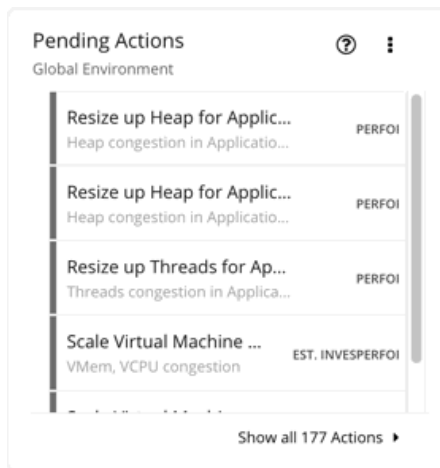 Pending Actions
Global Environment
Resize up Heap for Applic...
Heap congestion in Applicatio...
PERFOI
Resize up Heap for Applic...
Heap congestion in Applicatio...
PERFOI
Resize up Threads for Ap...
Threads congestion in Applica...
PERFOI
Scale Virtual Machine ...
VMem, VCPU congestion
EST. INVESPERFOI
Show all 177 Actions